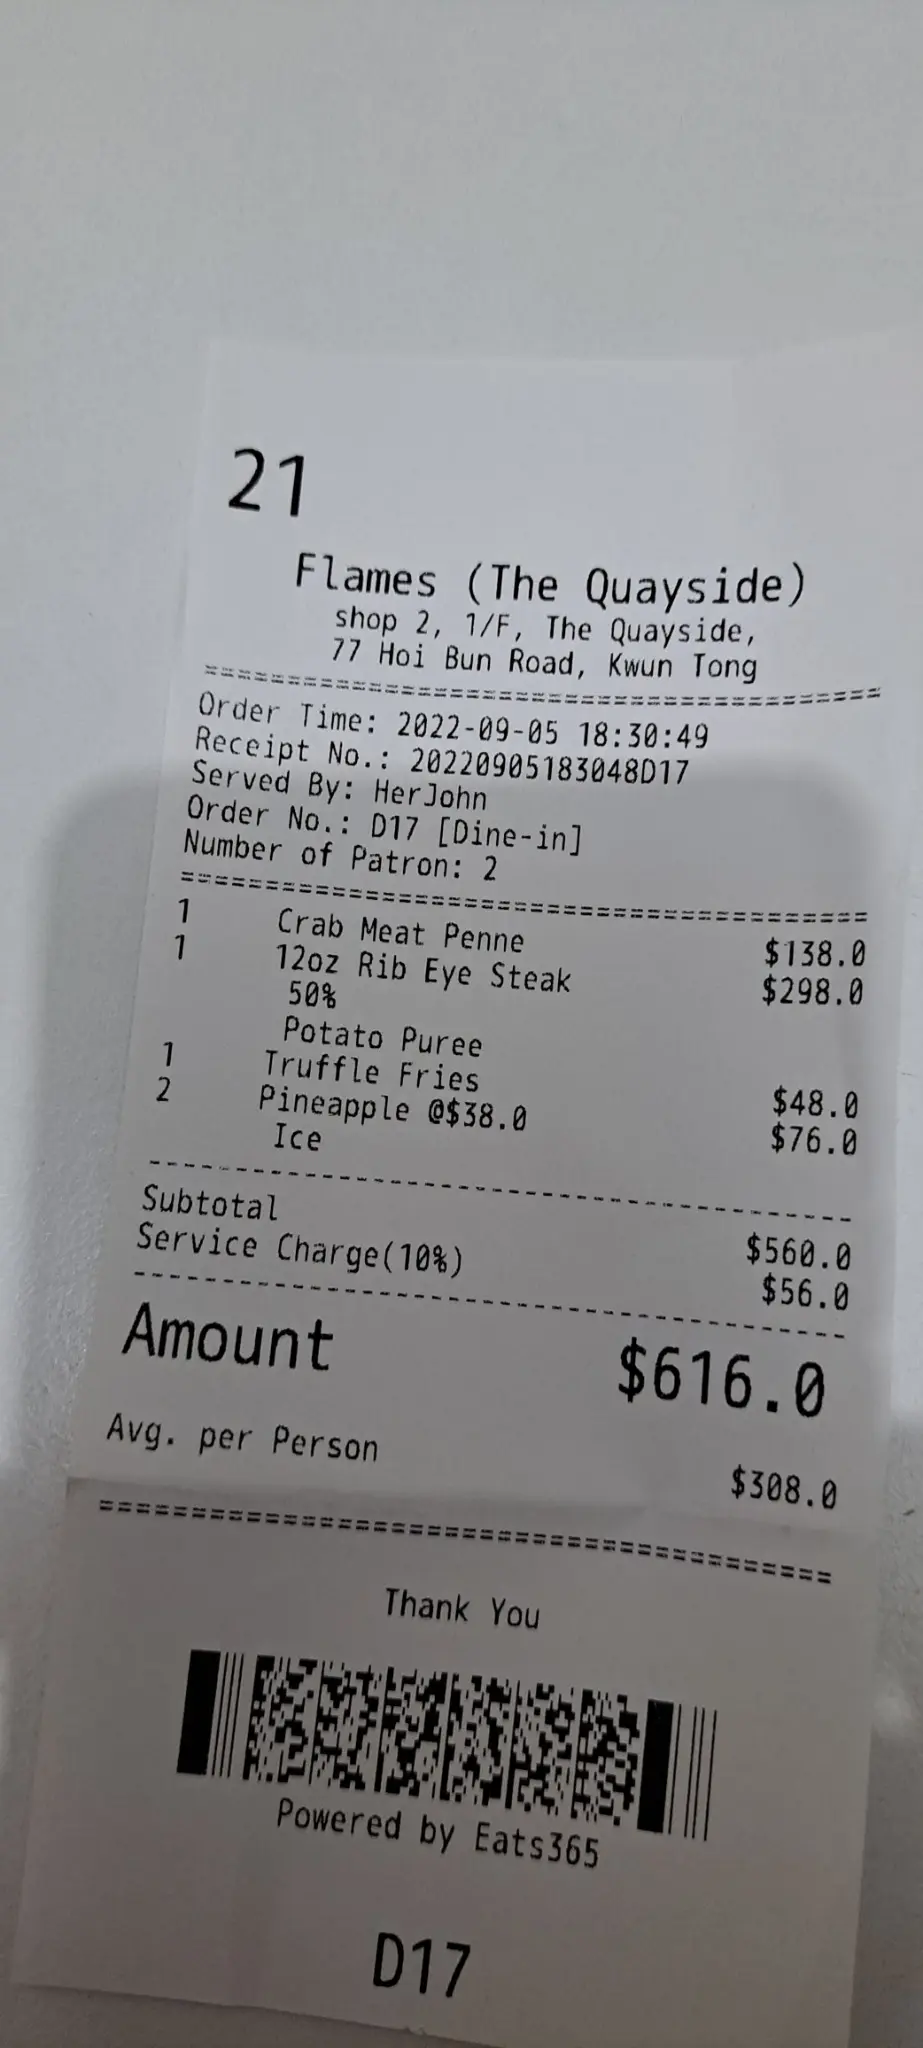 21
Flames (The Quayside)
shop 2, 1/F, The Quayside,
77 Hoi Bun Road, Kwun Tong
Order Time: 2022-09-05 18:30:49
Receipt No.: 20220905183048D17
Served By: HerJohn
Order No.: D17 [Dine-in]
Number of Patron: 2
1 Crab Meat Penne $138.0
1 12oz Rib Eye Steak $298.0
50%
Potato Puree
1 Truffle Fries $48.0
2 Pineapple @$38.0 $76.0
Ice
Subtotal $560.0
Service Charge(10%) $56.0
Amount $616.0
Avg. per Person $308.0
Thank You
Powered by Eats365
D17